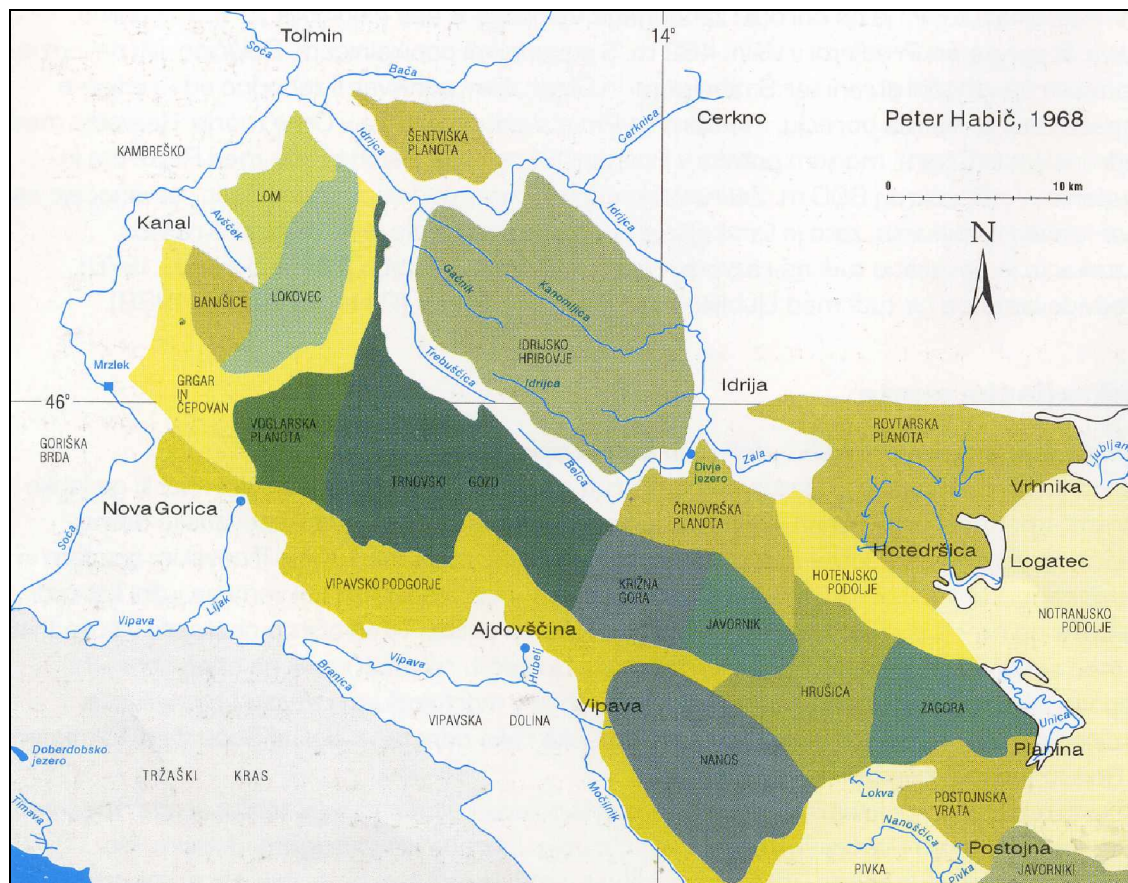 Tolmin
14°
Soča
Bača
Cerkno
Peter Habič, 1968
KAMBREŠKO
Idrijca
ŠENTVIŠKA
PLANOTA
Cerknica
0
10 km
LOM
Kanal
Avšček
Idrijca
N
Gačnik
Kanomljica
BANJŠICE
LOKOVEC
IDRIJSKO
HRIBOVJE
Mrzlek
Trebuščica
Idrijca
Idrija
GRGAR
IN
ČEPOVAN
46°
VOGLARSKA
PLANOTA
ROVTARSKA
PLANOTA
GORIŠKA
BRDA
Ljubljan
TRNOVSKI GOZD
Belca
Divje
jezero
Zala
Vrhnika
Nova Gorica
ČRNOVRŠKA
PLANOTA
Soča
Hotedršica
Logatec
VIPAVSKO PODGORJE
KRIŽNA
GORA
HOTENJSKO
PODOLJE
Lijak
NOTRANJSKO
PODOLJE
Vipava
Ajdovščina
JAVORNIK
Vipava
Hubelj
Branica
HRUŠICA
ZAGORA
Vipava
VIPAVSKA DOLINA
Unica
Planina
Doberdobsko
jezero
NANOS
TRŽAŠKI KRAS
Lokva
POSTOJNSKA
VRATA
Močilnik
Timava
Nanoščica
Postojna
PIVKA
Pivka
JAVORNIKI